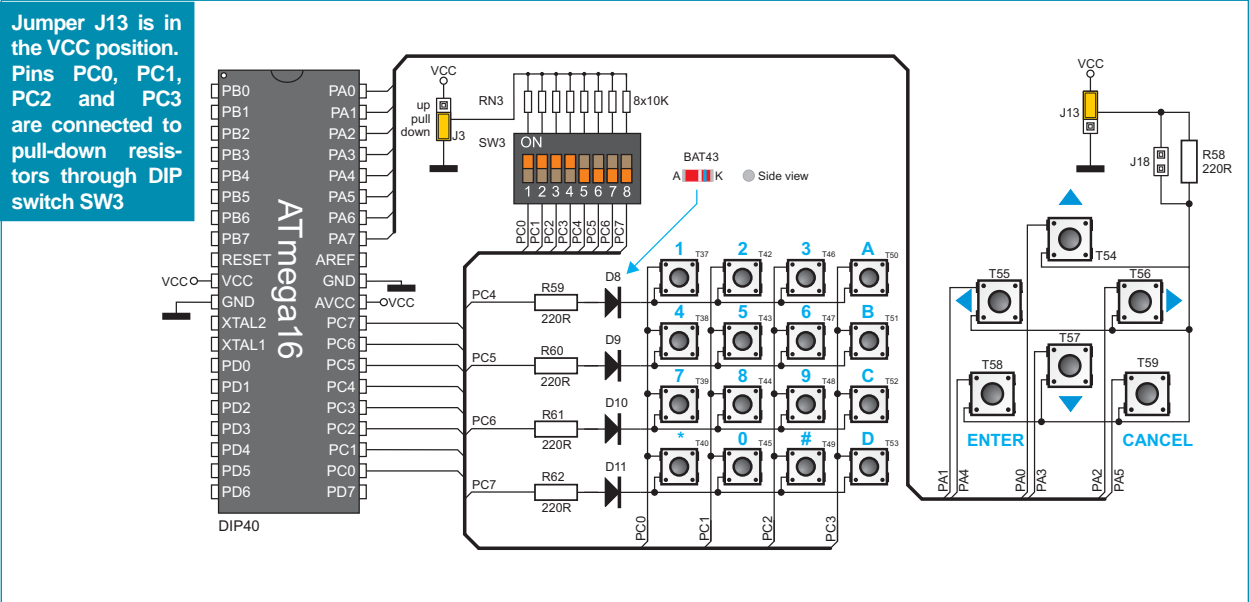 Jumper J13 is in
the VCC position.
Pins PC0, PC1,
PC2 and PC3
are connected to
pull-down resis-
tors through DIP
switch SW3
PB0 PA0
PB1 PA1
PB2 PA2
PB3 PA3
PB4 PA4
PB5 PA5
PB6 PA6
PB7 PA7
RESET AREF
VCC VCC GND
GND AVCC VCC
XTAL2 PC7
XTAL1 PC6
PD0 PC5
PD1 PC4
PD2 PC3
PD3 PC2
PD4 PC1
PD5 PC0
PD6 PD7
ATmega16
DIP40
VCC
up
pull
down
J3
RN3
8x10K
SW3
ON
1 2 3 4 5 6 7 8
PC0 PC1 PC2 PC3 PC4 PC5 PC6 PC7
BAT43
A K
Side view
PC4 R59 220R D8
PC5 R60 220R D9
PC6 R61 220R D10
PC7 R62 220R D11
1 T37 2 T42 3 T46 A T50
4 T38 5 T43 6 T47 B T51
7 T39 8 T44 9 T48 C T52
* T40 0 T45 # T49 D T53
PC0 PC1 PC2 PC3
VCC
J13
J18
R58
220R
T54
T55 T56
T57
T58 T59
ENTER CANCEL
PA1 PA4 PA0 PA3 PA2 PA5